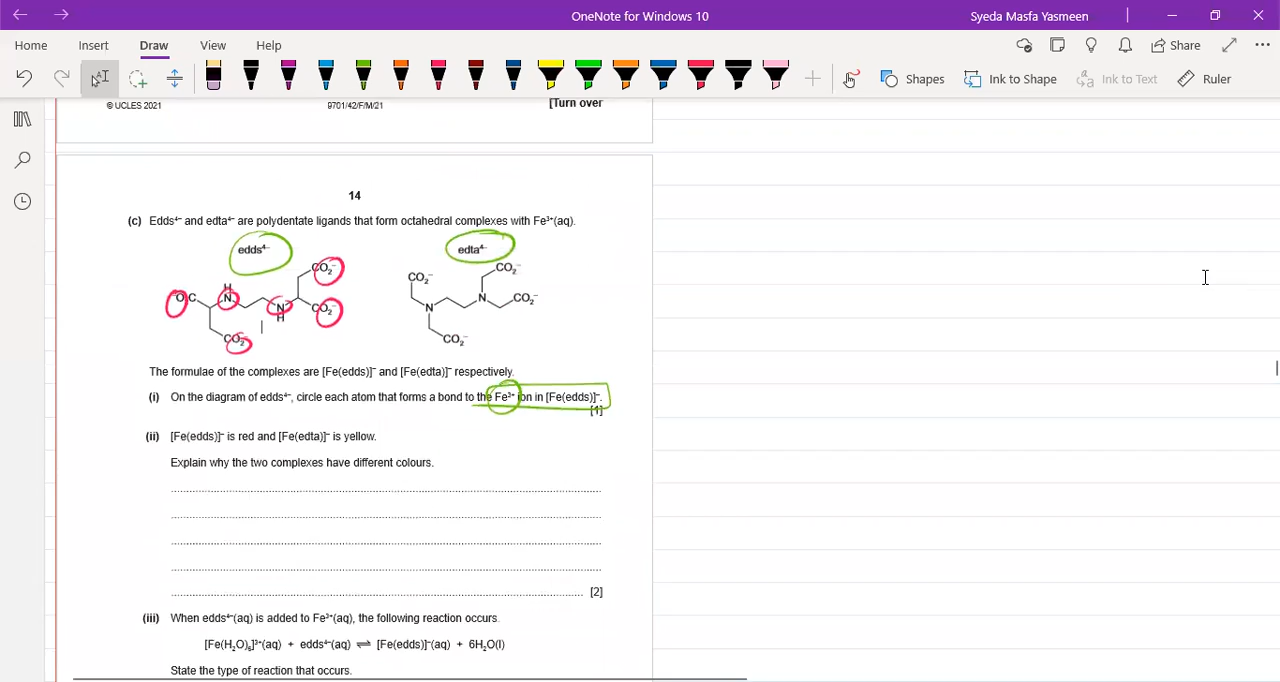 OneNote for Windows 10
Syeda Masfa Yasmeen
Home Insert Draw View Help
Share
Shapes Ink to Shape Ink to Text Ruler
© UCLES 2021 9701/42/F/M/21 [Turn over
14
(c) Edds⁴⁻ and edta⁴⁻ are polydentate ligands that form octahedral complexes with Fe³⁺(aq).
edds⁴⁻ edta⁴⁻
CO₂⁻ CO₂⁻ CO₂⁻
H
⁻O₂C N N CO₂⁻ N N CO₂⁻
H
CO₂⁻ CO₂⁻
The formulae of the complexes are [Fe(edds)]⁻ and [Fe(edta)]⁻ respectively.
(i) On the diagram of edds⁴⁻, circle each atom that forms a bond to the Fe³⁺ ion in [Fe(edds)]⁻.
[1]
(ii) [Fe(edds)]⁻ is red and [Fe(edta)]⁻ is yellow.
Explain why the two complexes have different colours.
[2]
(iii) When edds⁴⁻(aq) is added to Fe³⁺(aq), the following reaction occurs.
[Fe(H₂O)₆]³⁺(aq) + edds⁴⁻(aq) ⇌ [Fe(edds)]⁻(aq) + 6H₂O(l)
State the type of reaction that occurs.